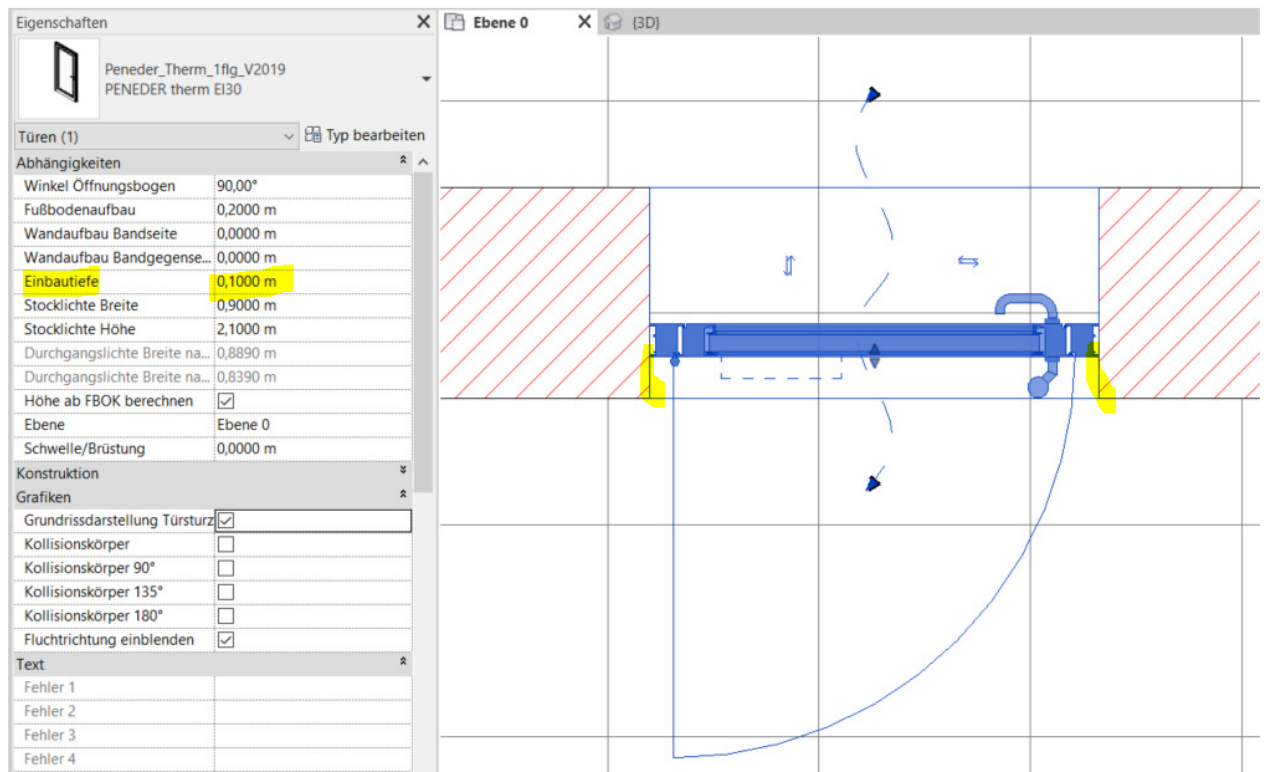 Eigenschaften
Peneder_Therm_1flg_V2019
PENEDER therm EI30
Türen (1)
Typ bearbeiten
Abhängigkeiten
Winkel Öffnungsbogen 90,00°
Fußbodenaufbau 0,2000 m
Wandaufbau Bandseite 0,0000 m
Wandaufbau Bandgegense... 0,0000 m
Einbautiefe 0,1000 m
Stocklichte Breite 0,9000 m
Stocklichte Höhe 2,1000 m
Durchgangslichte Breite na... 0,8890 m
Durchgangslichte Breite na... 0,8390 m
Höhe ab FBOK berechnen
Ebene Ebene 0
Schwelle/Brüstung 0,0000 m
Konstruktion
Grafiken
Grundrissdarstellung Türsturz
Kollisionskörper
Kollisionskörper 90°
Kollisionskörper 135°
Kollisionskörper 180°
Fluchtrichtung einblenden
Text
Fehler 1
Fehler 2
Fehler 3
Fehler 4
Ebene 0
{3D}